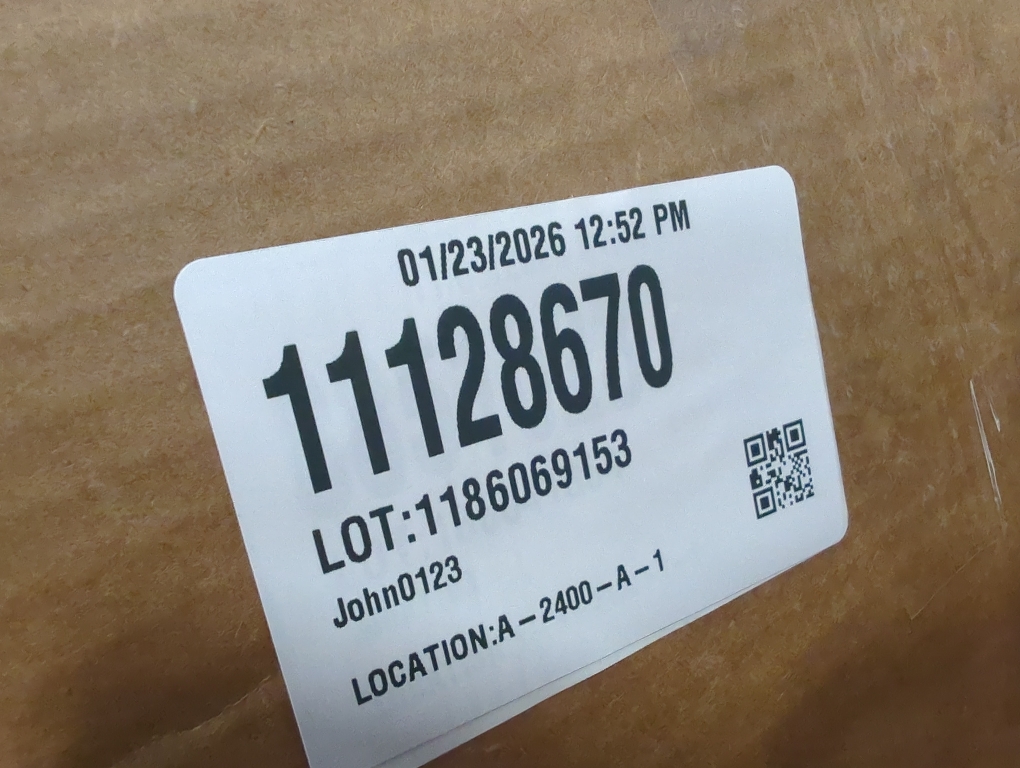 01/23/2026 12:52 PM
11128670
LOT:1186069153
John0123
LOCATION:A-2400-A-1